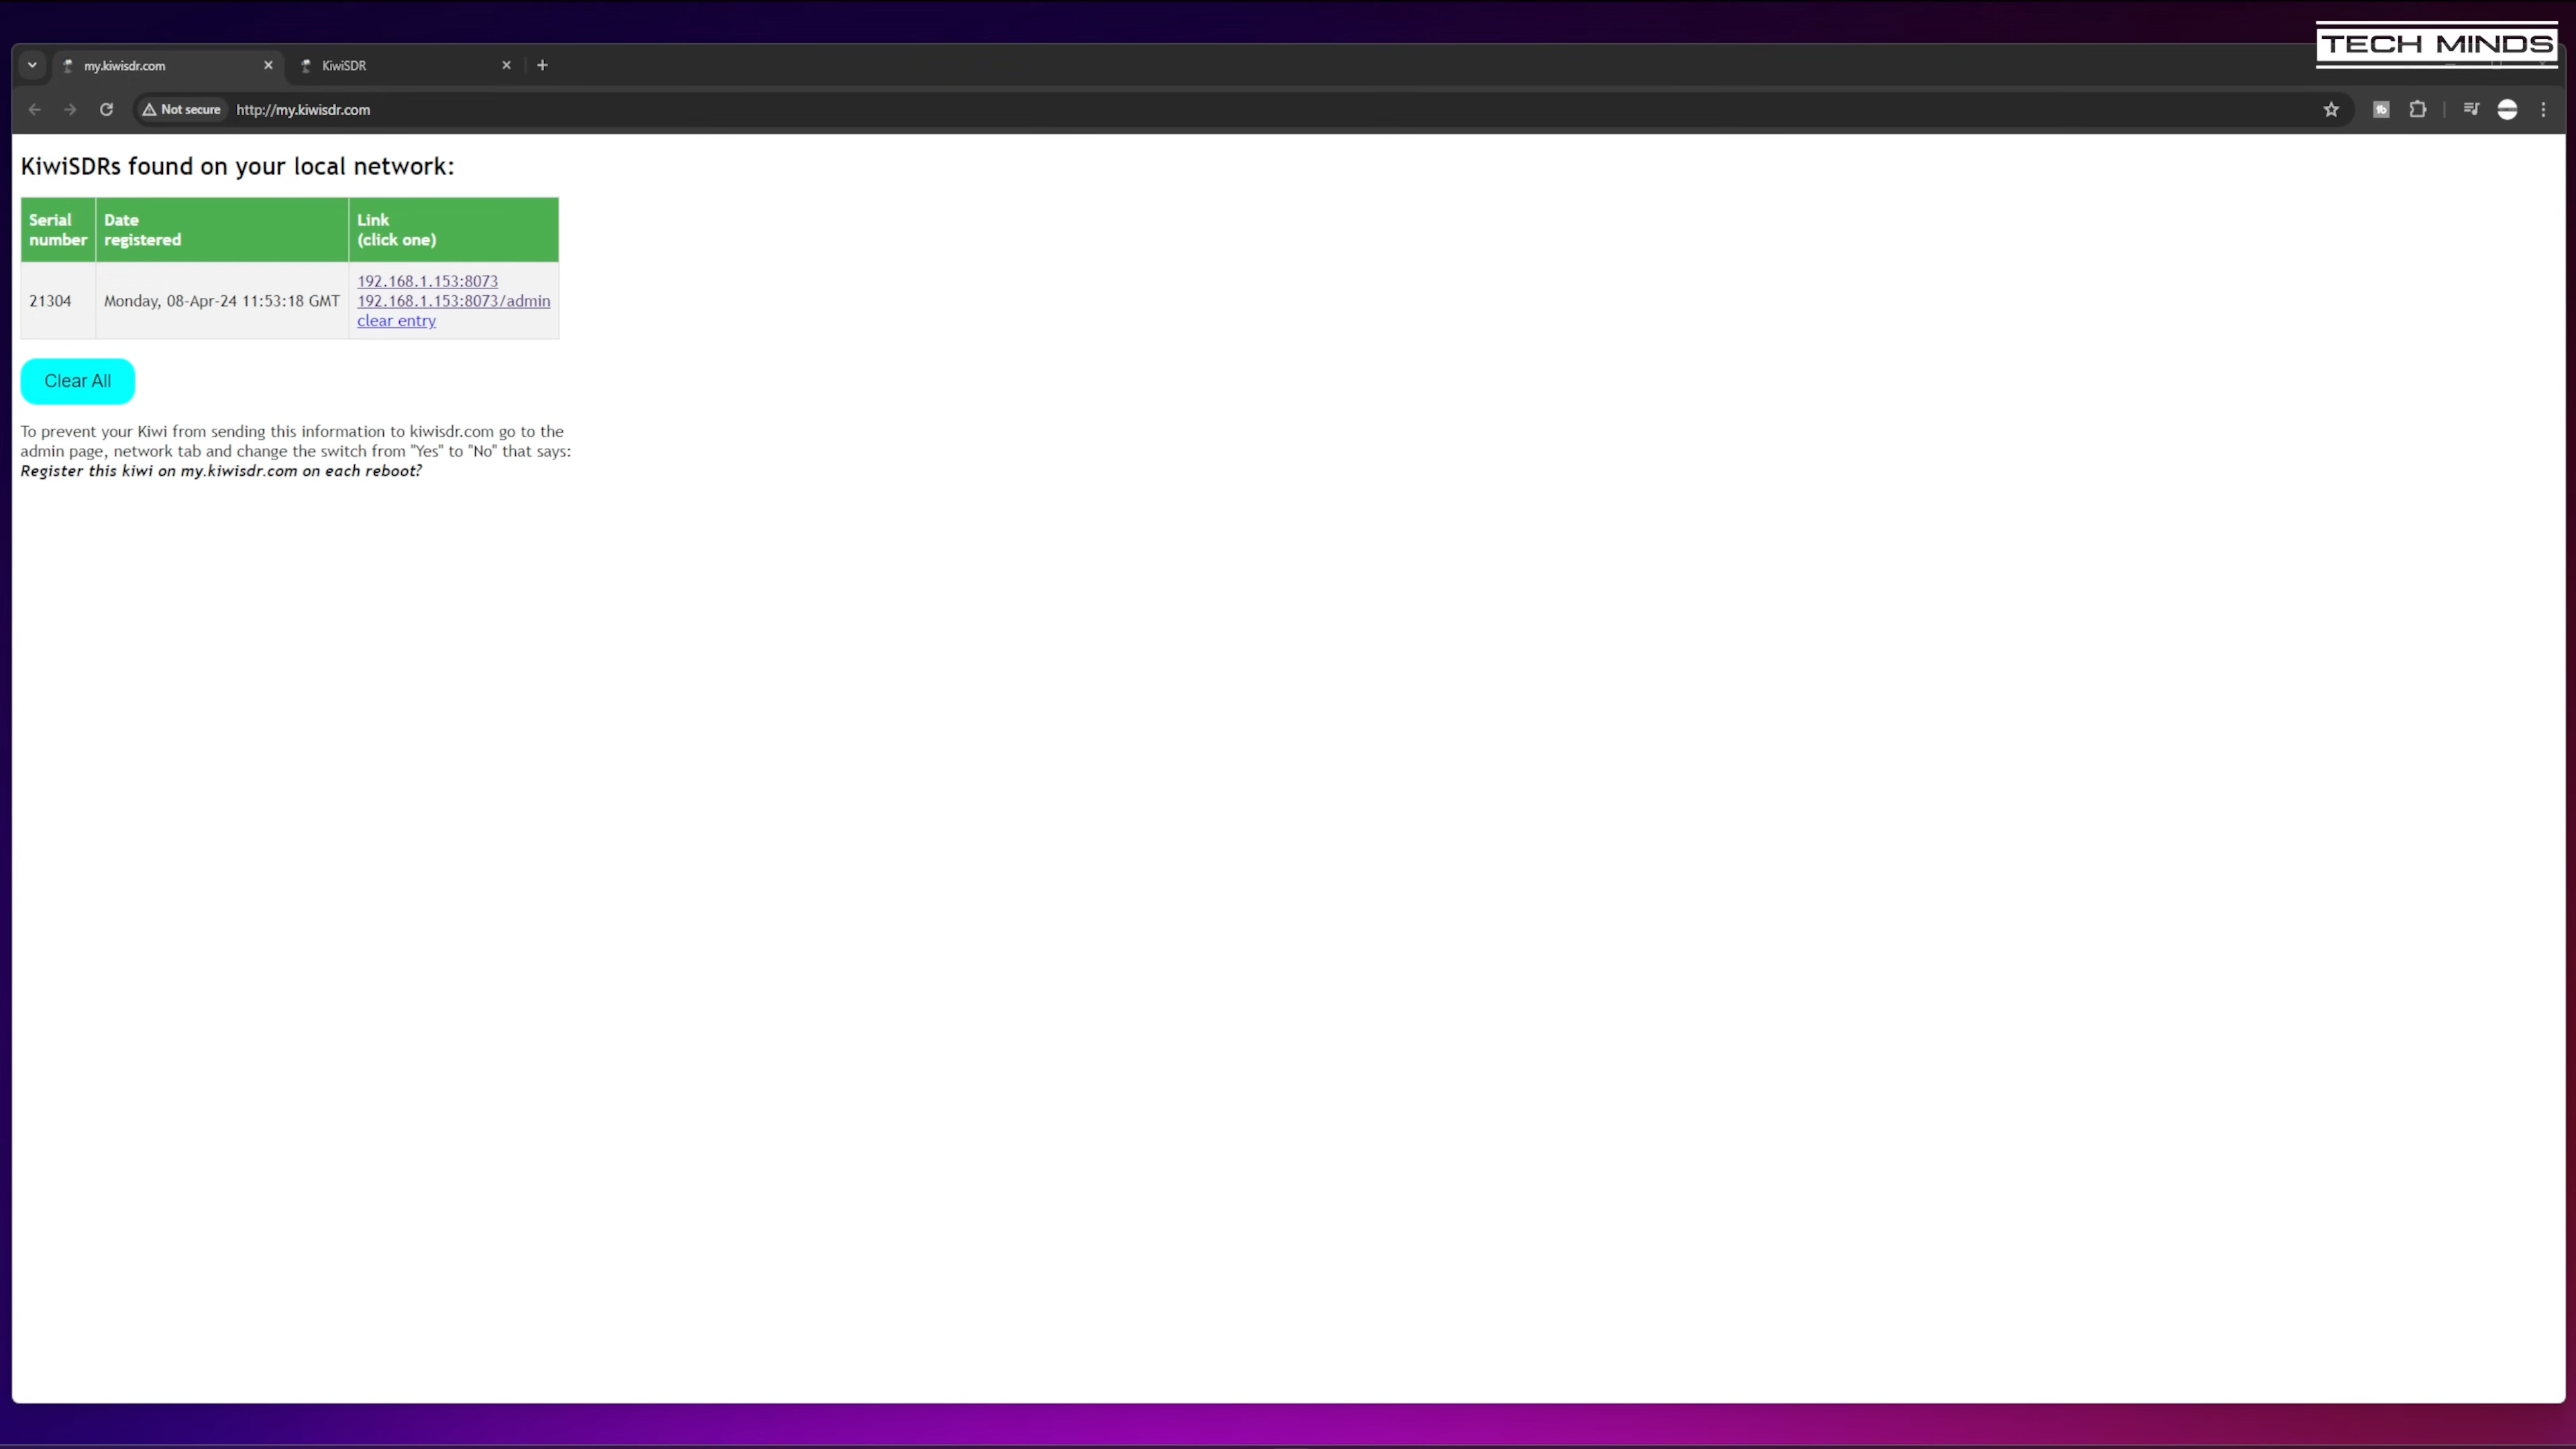 TECH MINDS
my.kiwisdr.com
KiwiSDR
Not secure
http://my.kiwisdr.com
KiwiSDRs found on your local network:
Serial number
Date registered
Link (click one)
21304
Monday, 08-Apr-24 11:53:18 GMT
192.168.1.153:8073
192.168.1.153:8073/admin
clear entry
Clear All
To prevent your Kiwi from sending this information to kiwisdr.com go to the
admin page, network tab and change the switch from "Yes" to "No" that says:
Register this kiwi on my.kiwisdr.com on each reboot?